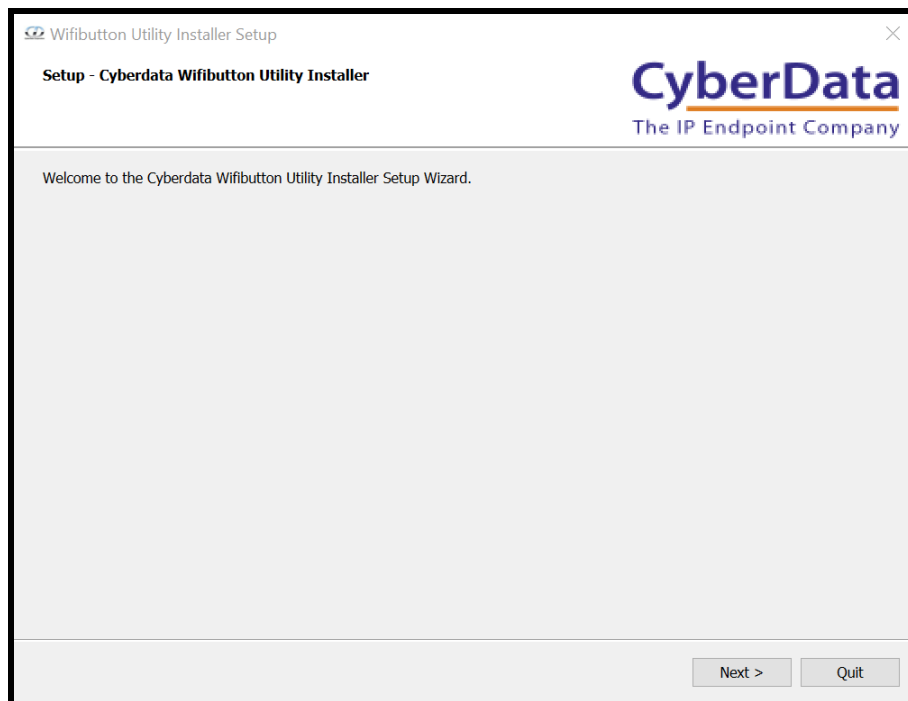 Wifibutton Utility Installer Setup
Setup - Cyberdata Wifibutton Utility Installer
CyberData
The IP Endpoint Company
Welcome to the Cyberdata Wifibutton Utility Installer Setup Wizard.
Next >
Quit